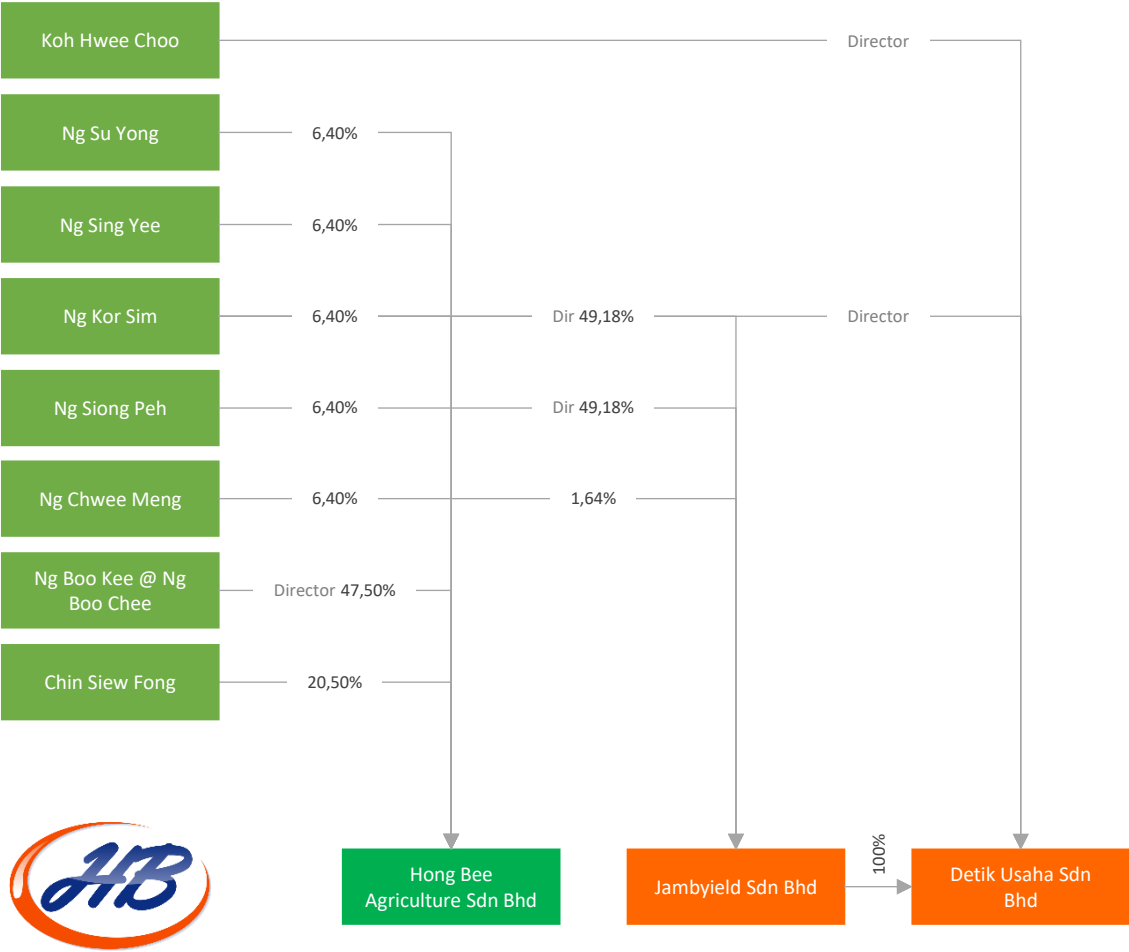 Koh Hwee Choo
Director
Ng Su Yong
6,40%
Ng Sing Yee
6,40%
Ng Kor Sim
6,40%
Dir 49,18%
Director
Ng Siong Peh
6,40%
Dir 49,18%
Ng Chwee Meng
6,40%
1,64%
Ng Boo Kee @ Ng
Boo Chee
Director 47,50%
Chin Siew Fong
20,50%
HB
Hong Bee
Agriculture Sdn Bhd
Jambyield Sdn Bhd
100%
Detik Usaha Sdn
Bhd